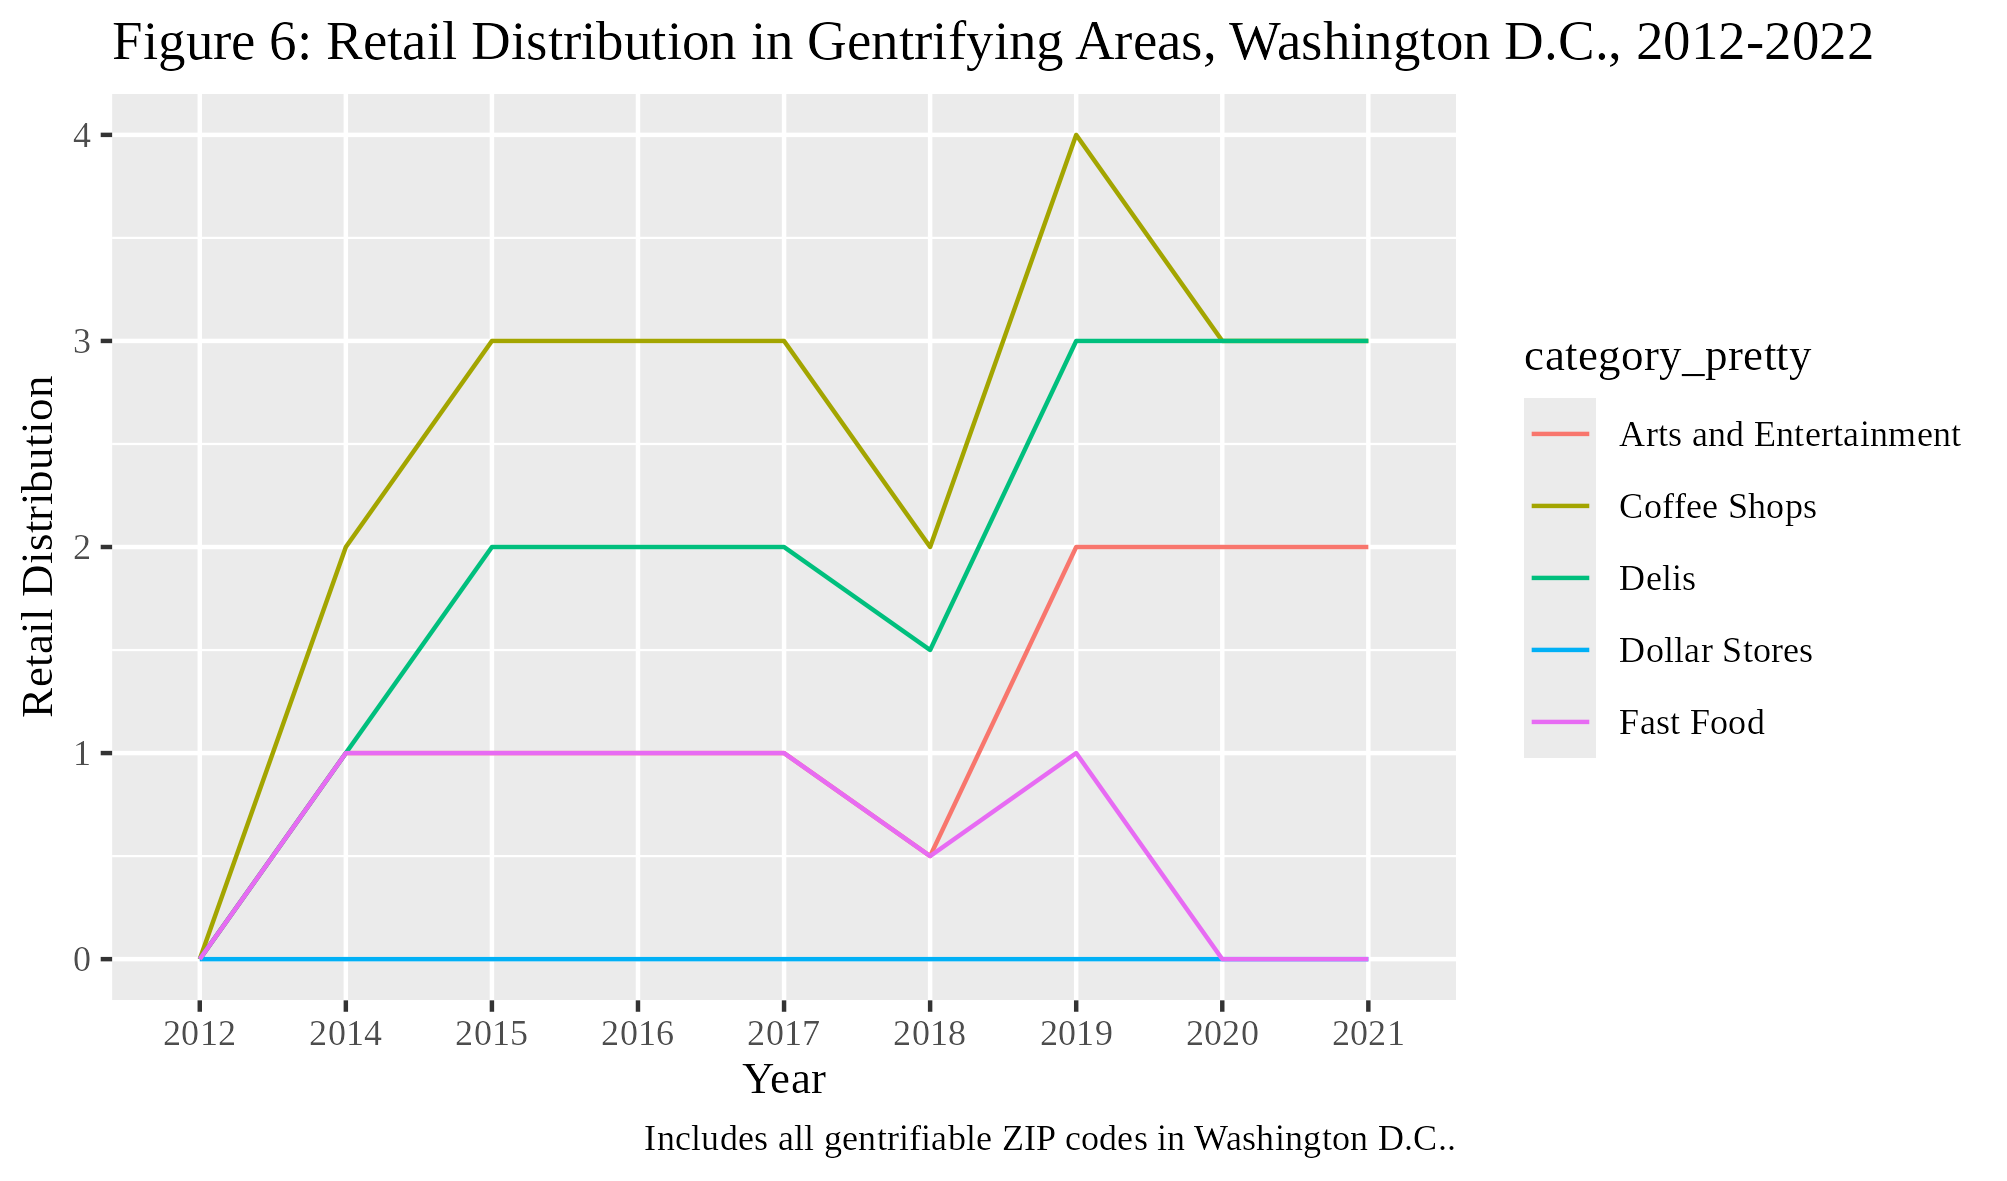 Figure 6: Retail Distribution in Gentrifying Areas, Washington D.C., 2012-2022
Retail Distribution
4
3
2
1
0
2012 2014 2015 2016 2017 2018 2019 2020 2021
Year
Includes all gentrifiable ZIP codes in Washington D.C..
category_pretty
Arts and Entertainment
Coffee Shops
Delis
Dollar Stores
Fast Food